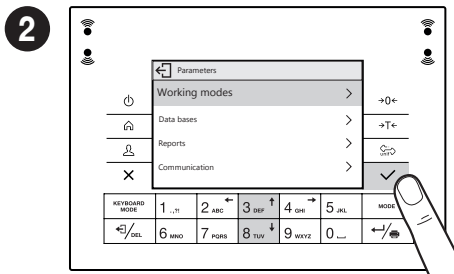 2
Parameters
Working modes
→0←
Data bases
→T←
Reports
unit
Communication
KEYBOARD MODE 1 .,?! 2 ABC ← 3 DEF ↑ 4 GHI → 5 JKL MODE
/DEL 6 MNO 7 PQRS 8 TUV ↓ 9 WXYZ 0